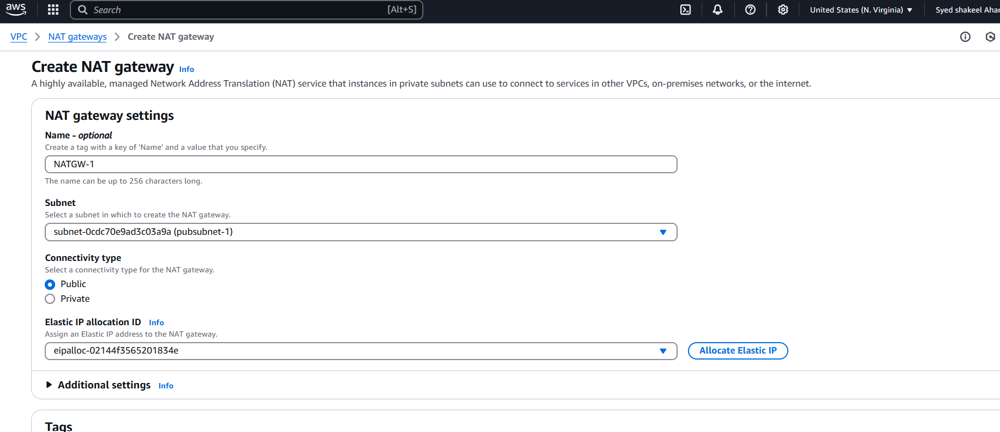 aws
Search [Alt+S] United States (N. Virginia) Syed shakeel Ahar
VPC NAT gateways Create NAT gateway
Create NAT gateway Info
A highly available, managed Network Address Translation (NAT) service that instances in private subnets can use to connect to services in other VPCs, on-premises networks, or the internet.
NAT gateway settings
Name - optional
Create a tag with a key of 'Name' and a value that you specify.
NATGW-1
The name can be up to 256 characters long.
Subnet
Select a subnet in which to create the NAT gateway.
subnet-0cdc70e9ad3c03a9a (pubsubnet-1)
Connectivity type
Select a connectivity type for the NAT gateway.
Public
Private
Elastic IP allocation ID Info
Assign an Elastic IP address to the NAT gateway.
eipalloc-02144f3565201834e Allocate Elastic IP
Additional settings Info
Tags